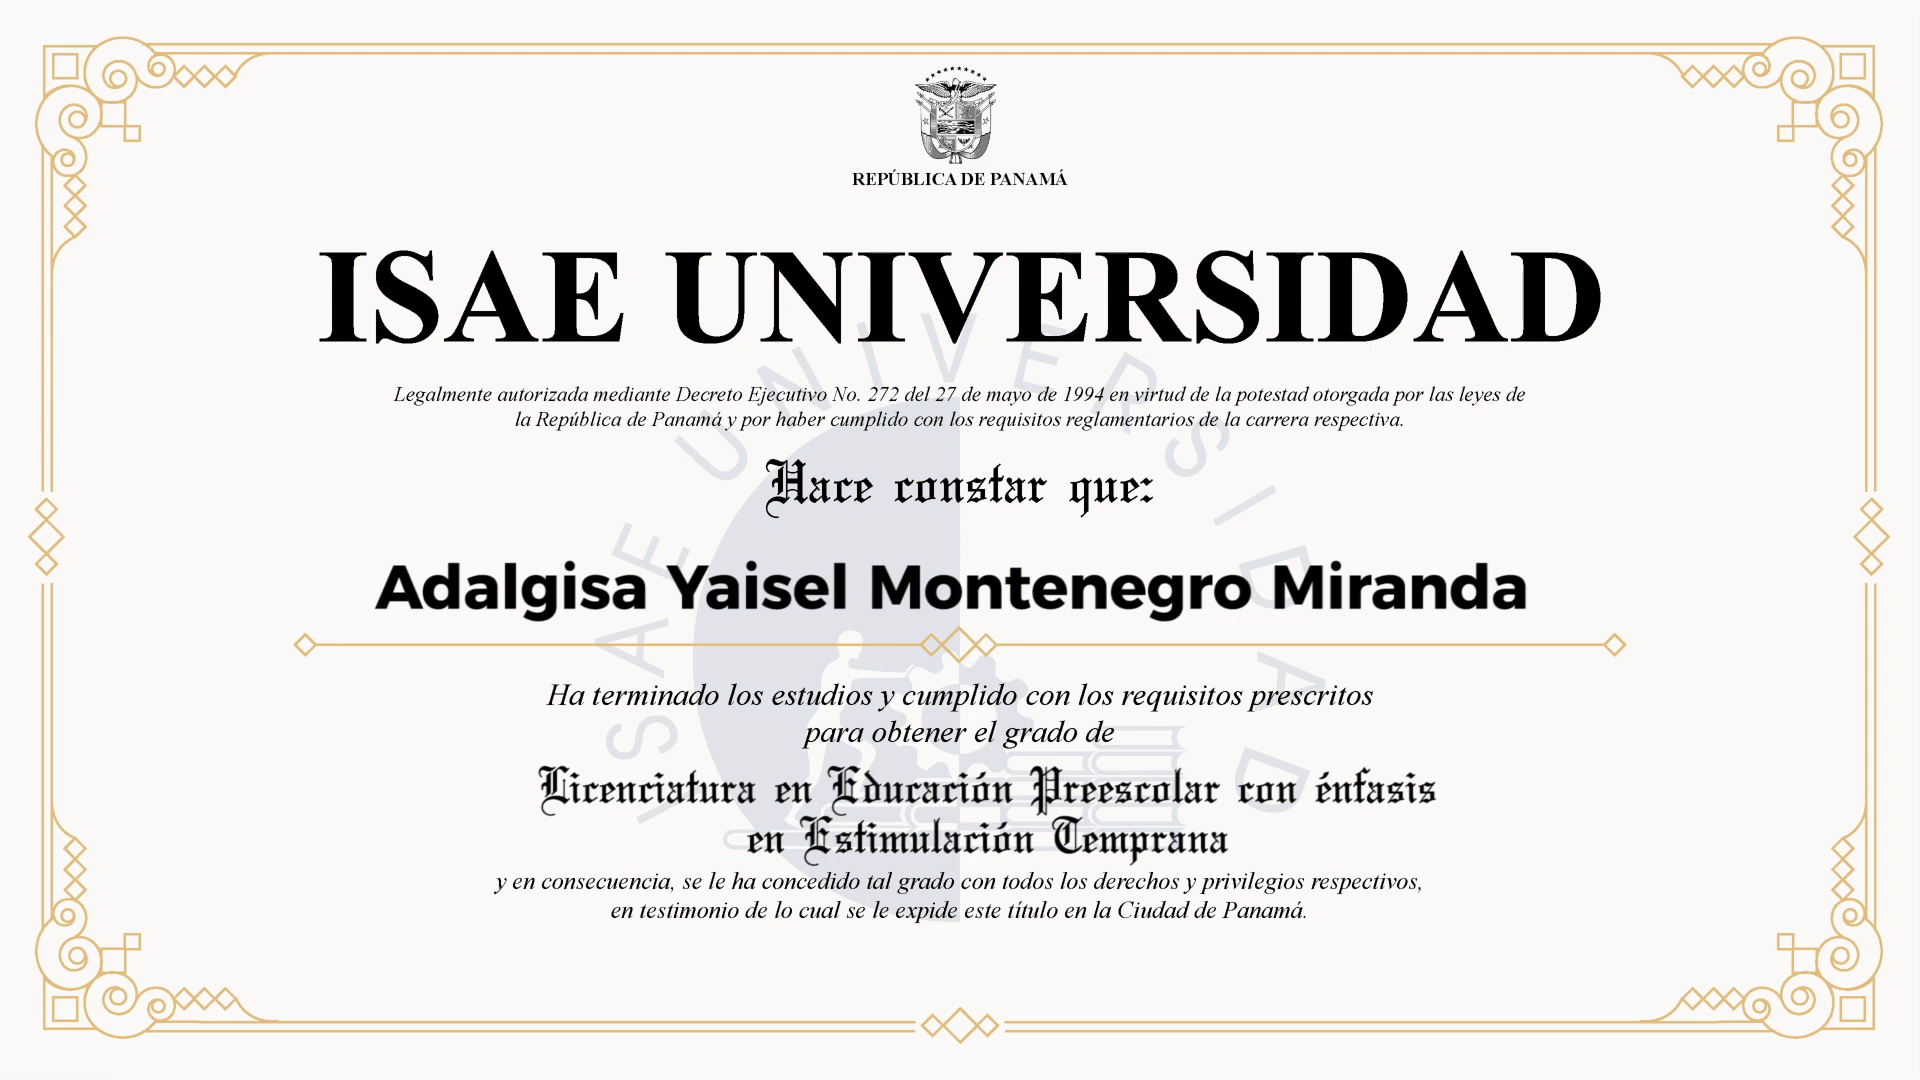 REPÚBLICA DE PANAMÁ
ISAE UNIVERSIDAD
Legalmente autorizada mediante Decreto Ejecutivo No. 272 del 27 de mayo de 1994 en virtud de la potestad otorgada por las leyes de
la República de Panamá y por haber cumplido con los requisitos reglamentarios de la carrera respectiva.
Hace constar que:
Adalgisa Yaisel Montenegro Miranda
Ha terminado los estudios y cumplido con los requisitos prescritos
para obtener el grado de
Licenciatura en Educación Preescolar con énfasis
en Estimulación Temprana
y en consecuencia, se le ha concedido tal grado con todos los derechos y privilegios respectivos,
en testimonio de lo cual se le expide este título en la Ciudad de Panamá.
ISAE UNIVERSIDAD